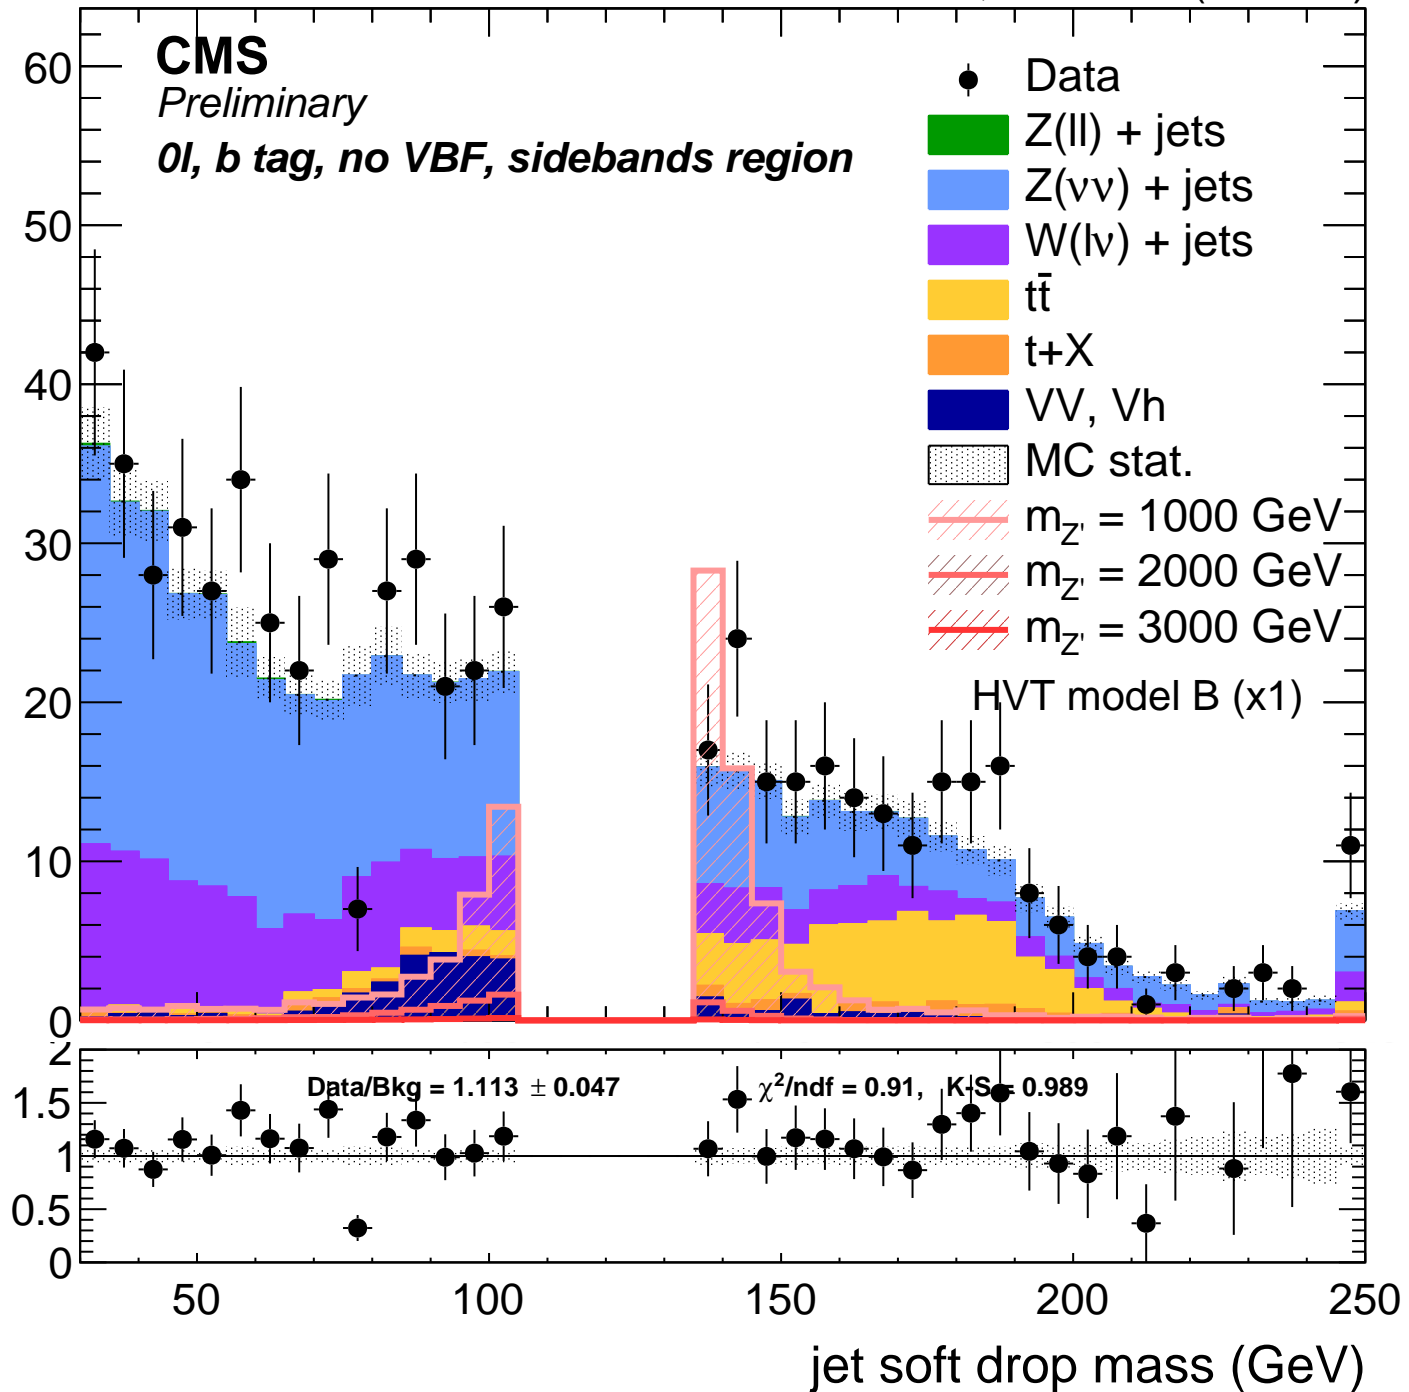 CMS
Preliminary
0l, b tag, no VBF, sidebands region
Data
Z(ll) + jets
Z(νν) + jets
W(lν) + jets
tt̄
t+X
VV, Vh
MC stat.
m_Z' = 1000 GeV
m_Z' = 2000 GeV
m_Z' = 3000 GeV
HVT model B (x1)
60
50
40
30
20
10
0
Data/Bkg = 1.113 ± 0.047
χ²/ndf = 0.91, K-S = 0.989
2
1.5
1
0.5
0
50 100 150 200 250
jet soft drop mass (GeV)